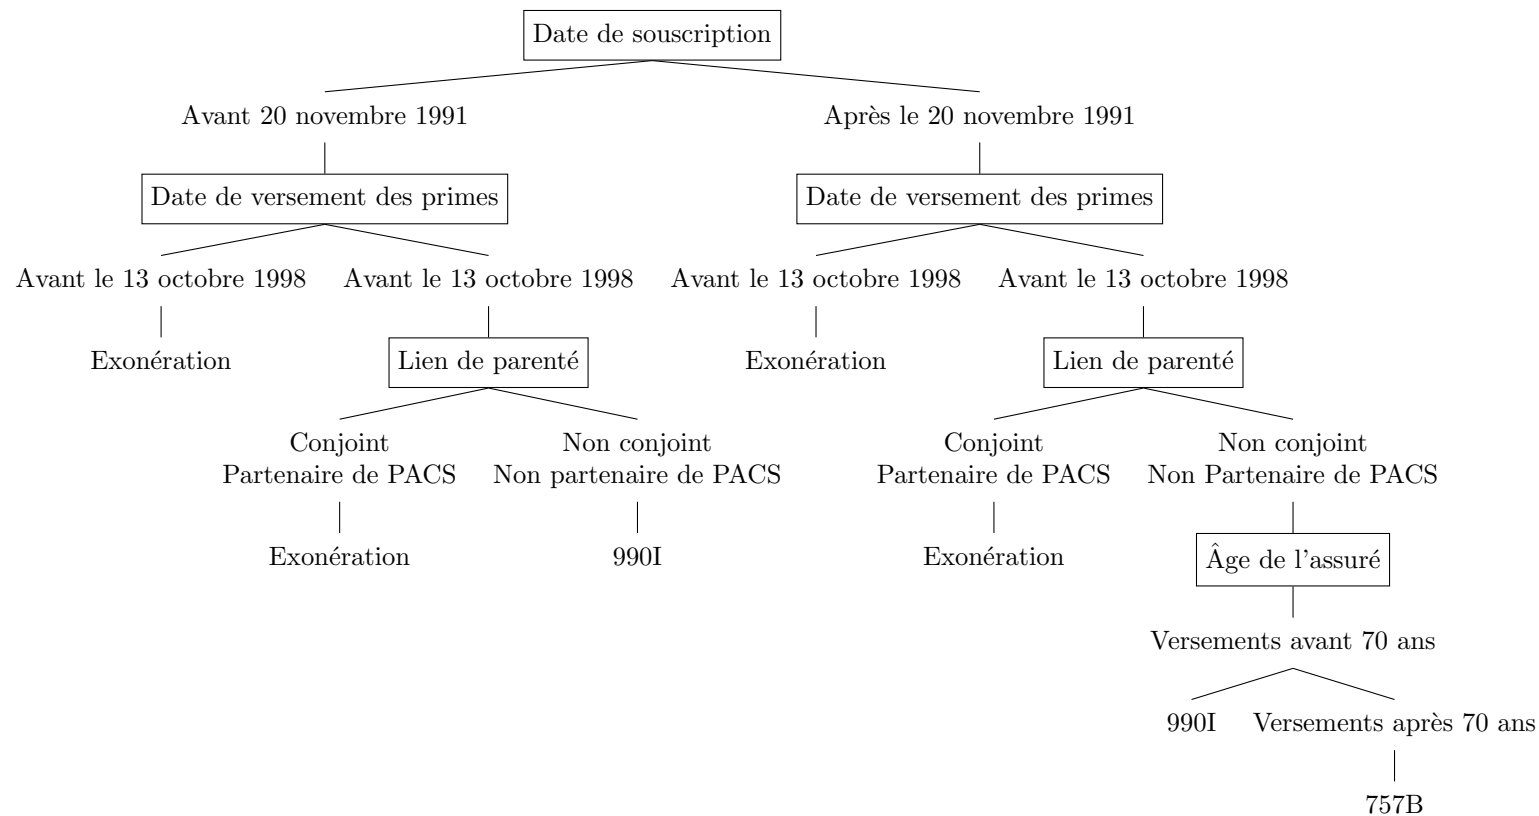 Date de souscription
Avant 20 novembre 1991
Après le 20 novembre 1991
Date de versement des primes
Date de versement des primes
Avant le 13 octobre 1998
Avant le 13 octobre 1998
Avant le 13 octobre 1998
Avant le 13 octobre 1998
Exonération
Lien de parenté
Exonération
Lien de parenté
Conjoint
Partenaire de PACS
Non conjoint
Non partenaire de PACS
Conjoint
Partenaire de PACS
Non conjoint
Non Partenaire de PACS
Exonération
990I
Exonération
Âge de l'assuré
Versements avant 70 ans
990I
Versements après 70 ans
757B